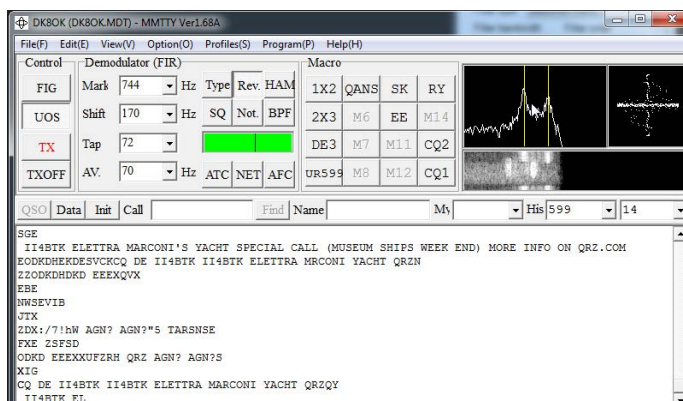 DK8OK (DK8OK.MDT) - MMTTY Ver1.68A
File(F) Edit(E) View(V) Option(O) Profiles(S) Program(P) Help(H)
Control Demodulator (FIR) Macro
FIG Mark 744 Hz Type Rev. HAM 1X2 QANS SK RY
UOS Shift 170 Hz SQ Not. BPF 2X3 M6 EE M14
TX Tap 72 DE3 M7 M11 CQ2
TXOFF AV. 70 Hz ATC NET AFC UR599 M8 M12 CQ1
QSO Data Init Call Find Name My His 599 14
SGE
II4BTK ELETTRA MARCONI'S YACHT SPECIAL CALL (MUSEUM SHIPS WEEK END) MORE INFO ON QRZ.COM
EODKDHEKDESVCKCQ DE II4BTK II4BTK ELETTRA MRCONI YACHT QRZN
ZZODKDHDKD EEEXQVX
EBE
NWSEVIB
JTX
ZDX:/7!hW AGN? AGN?"5 TARSNSE
FXE ZSFSD
ODKD EEEXXUFZRH QRZ AGN? AGN?S
XIG
CQ DE II4BTK II4BTK ELETTRA MARCONI YACHT QRZQY
II4BTK EL